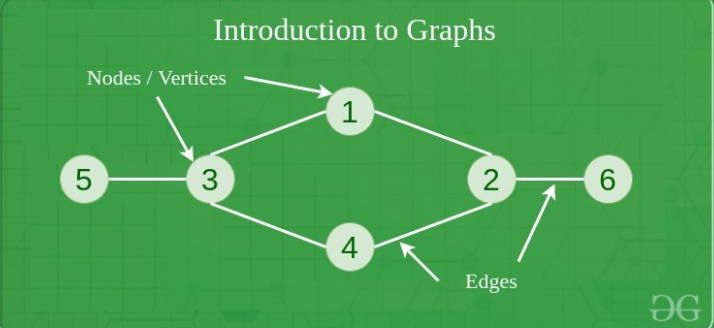 Introduction to Graphs
Nodes / Vertices
1
5
3
2
6
4
Edges
GG